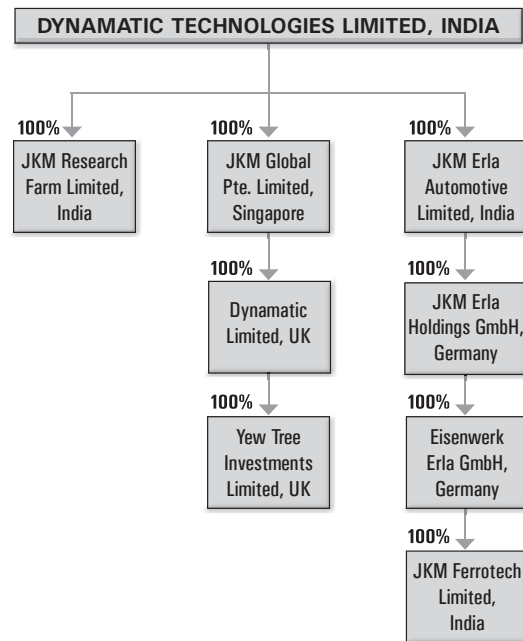 DYNAMATIC TECHNOLOGIES LIMITED, INDIA
100%
JKM Research
Farm Limited,
India
100%
JKM Global
Pte. Limited,
Singapore
100%
Dynamatic
Limited, UK
100%
Yew Tree
Investments
Limited, UK
100%
JKM Erla
Automotive
Limited, India
100%
JKM Erla
Holdings GmbH,
Germany
100%
Eisenwerk
Erla GmbH,
Germany
100%
JKM Ferrotech
Limited,
India